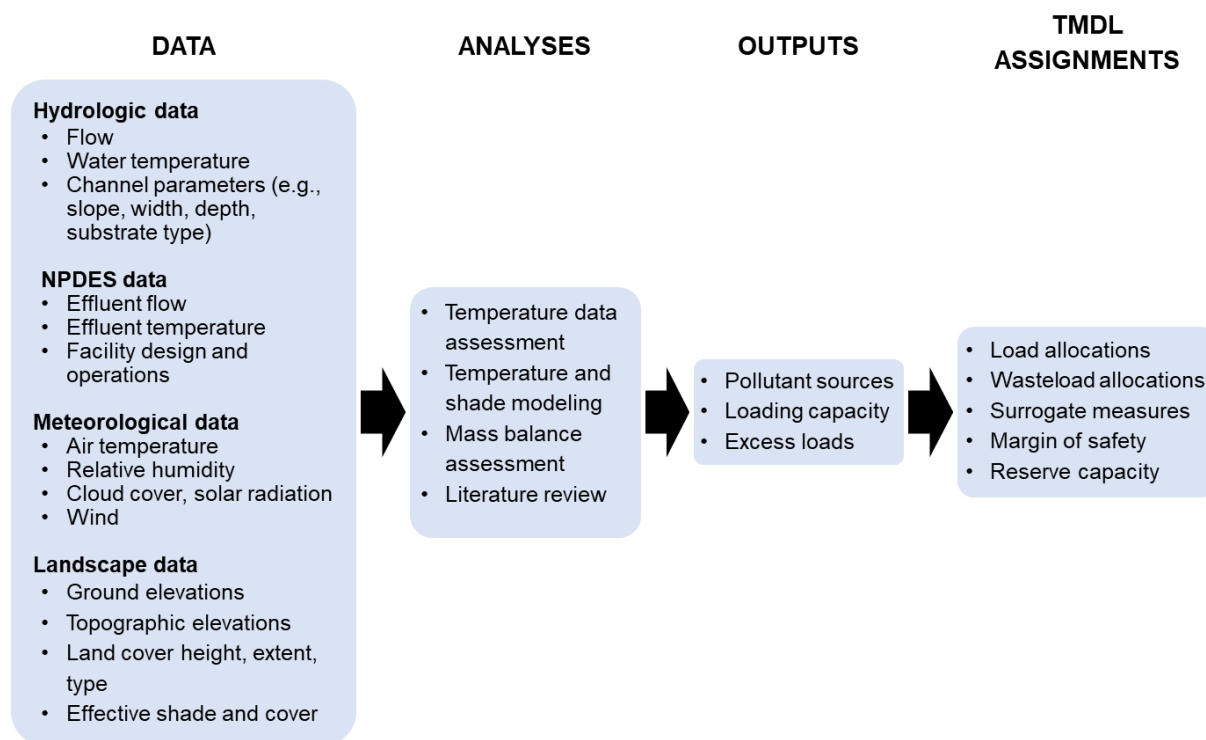 DATA
ANALYSES
OUTPUTS
TMDL
ASSIGNMENTS
Hydrologic data
• Flow
• Water temperature
• Channel parameters (e.g.,
slope, width, depth,
substrate type)
NPDES data
• Effluent flow
• Effluent temperature
• Facility design and
operations
Meteorological data
• Air temperature
• Relative humidity
• Cloud cover, solar radiation
• Wind
Landscape data
• Ground elevations
• Topographic elevations
• Land cover height, extent,
type
• Effective shade and cover
• Temperature data
assessment
• Temperature and
shade modeling
• Mass balance
assessment
• Literature review
• Pollutant sources
• Loading capacity
• Excess loads
• Load allocations
• Wasteload allocations
• Surrogate measures
• Margin of safety
• Reserve capacity